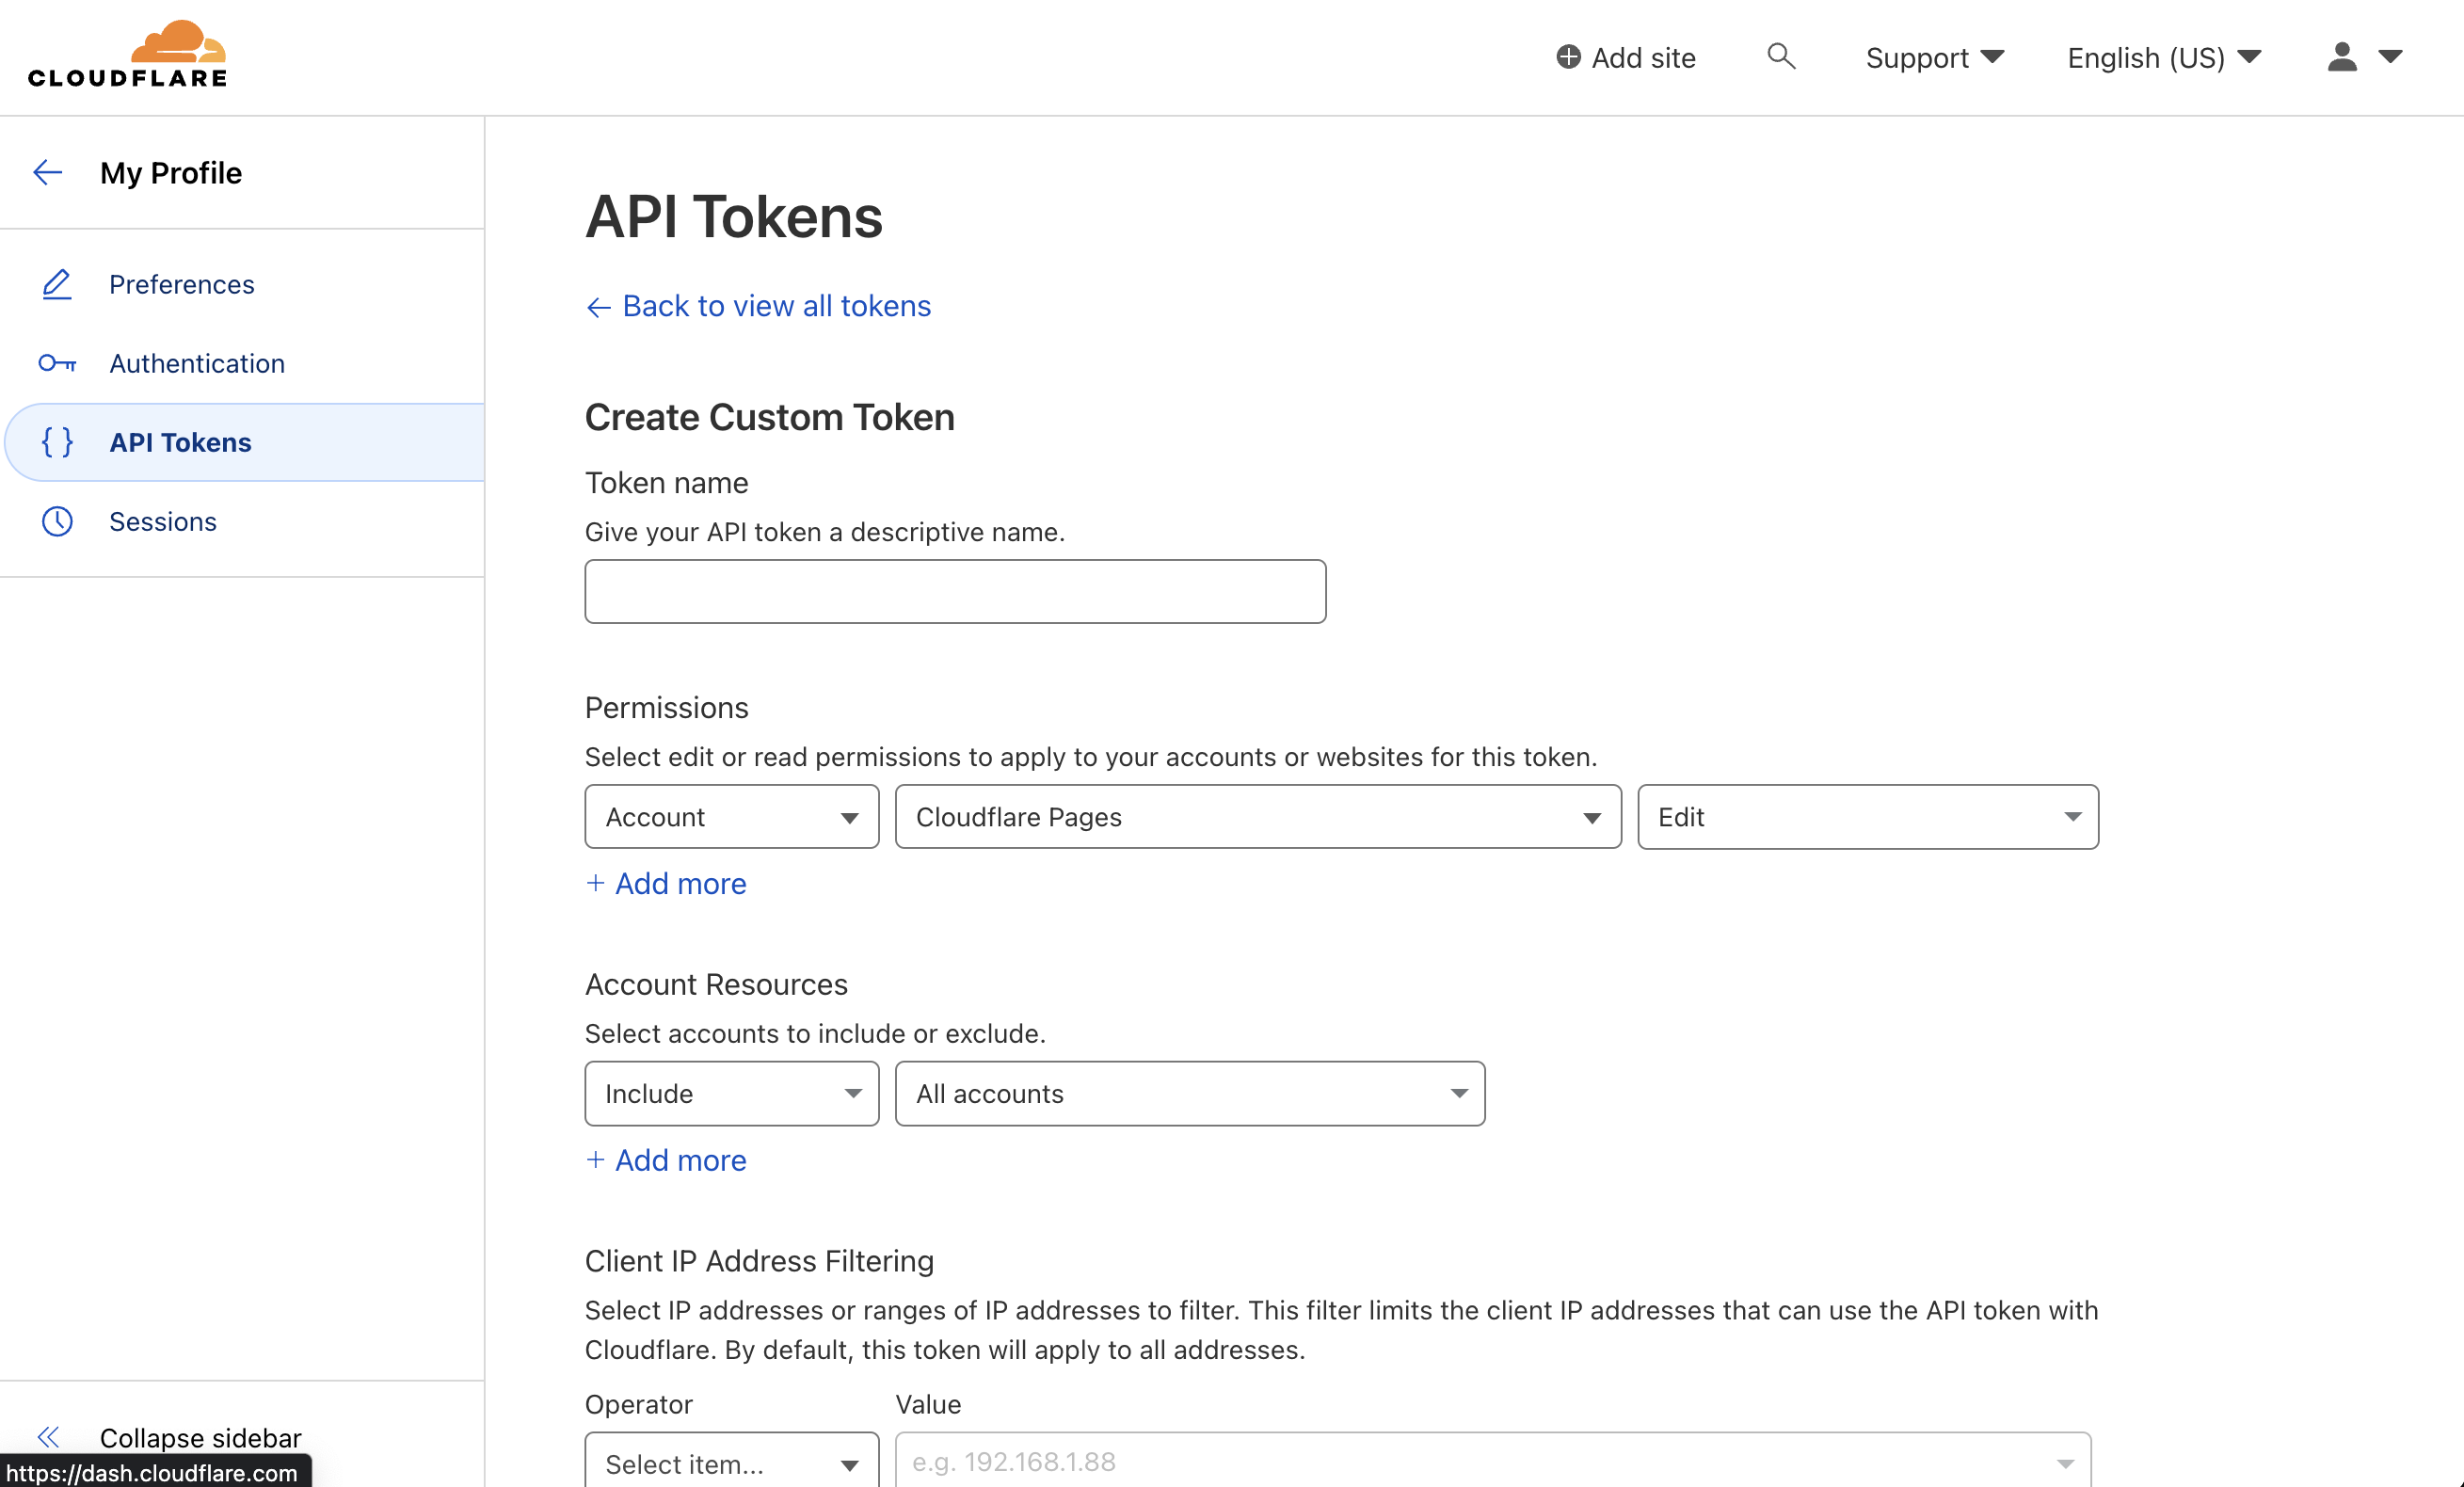 CLOUDFLARE
Add site
Support
English (US)
My Profile
Preferences
Authentication
API Tokens
Sessions
Collapse sidebar
https://dash.cloudflare.com
API Tokens
← Back to view all tokens
Create Custom Token
Token name
Give your API token a descriptive name.
Permissions
Select edit or read permissions to apply to your accounts or websites for this token.
Account Cloudflare Pages Edit
+ Add more
Account Resources
Select accounts to include or exclude.
Include All accounts
+ Add more
Client IP Address Filtering
Select IP addresses or ranges of IP addresses to filter. This filter limits the client IP addresses that can use the API token with
Cloudflare. By default, this token will apply to all addresses.
Operator Value
Select item... e.g. 192.168.1.88